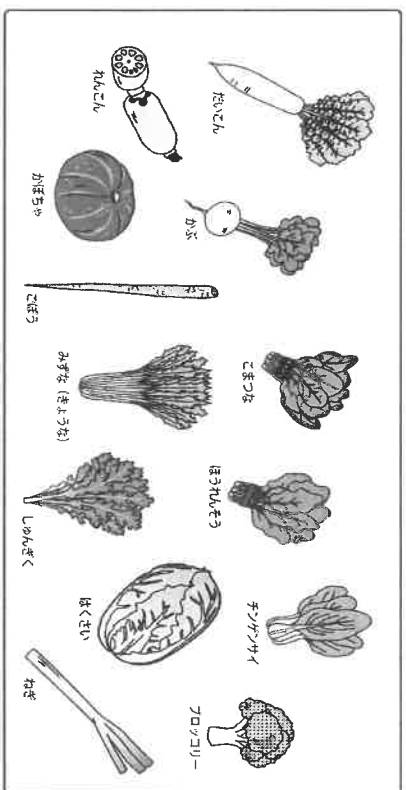 だいこん
かぶ
こまつな
ほうれんそう
チンゲンサイ
ブロッコリー
れんこん
かぼちゃ
ごぼう
みずな（きょうな）
しゅんぎく
はくさい
ねぎ